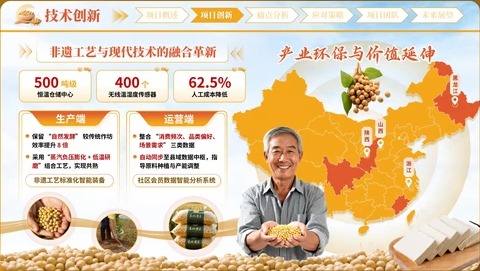 技术创新
项目概述
项目创新
痛点分析
应对策略
项目团队
未来展望
非遗工艺与现代技术的融合革新
产业环保与价值延伸
500 吨级
恒温仓储中心
400 个
无线温湿度传感器
62.5%
人工成本降低
生产端
保留“自然发酵”较传统作坊
效率提升 8 倍
采用“蒸汽负压膨化 + 低温研
磨”组合工艺，实现共熟
非遗工艺标准化智能装备
运营端
整合“消费频次、品类偏好、
场景需求”三类数据
自动同步至县域数据中枢，指
导原料种植与产能调整
社区会员数据智能分析系统
黑龙江
山西
陕西
浙江